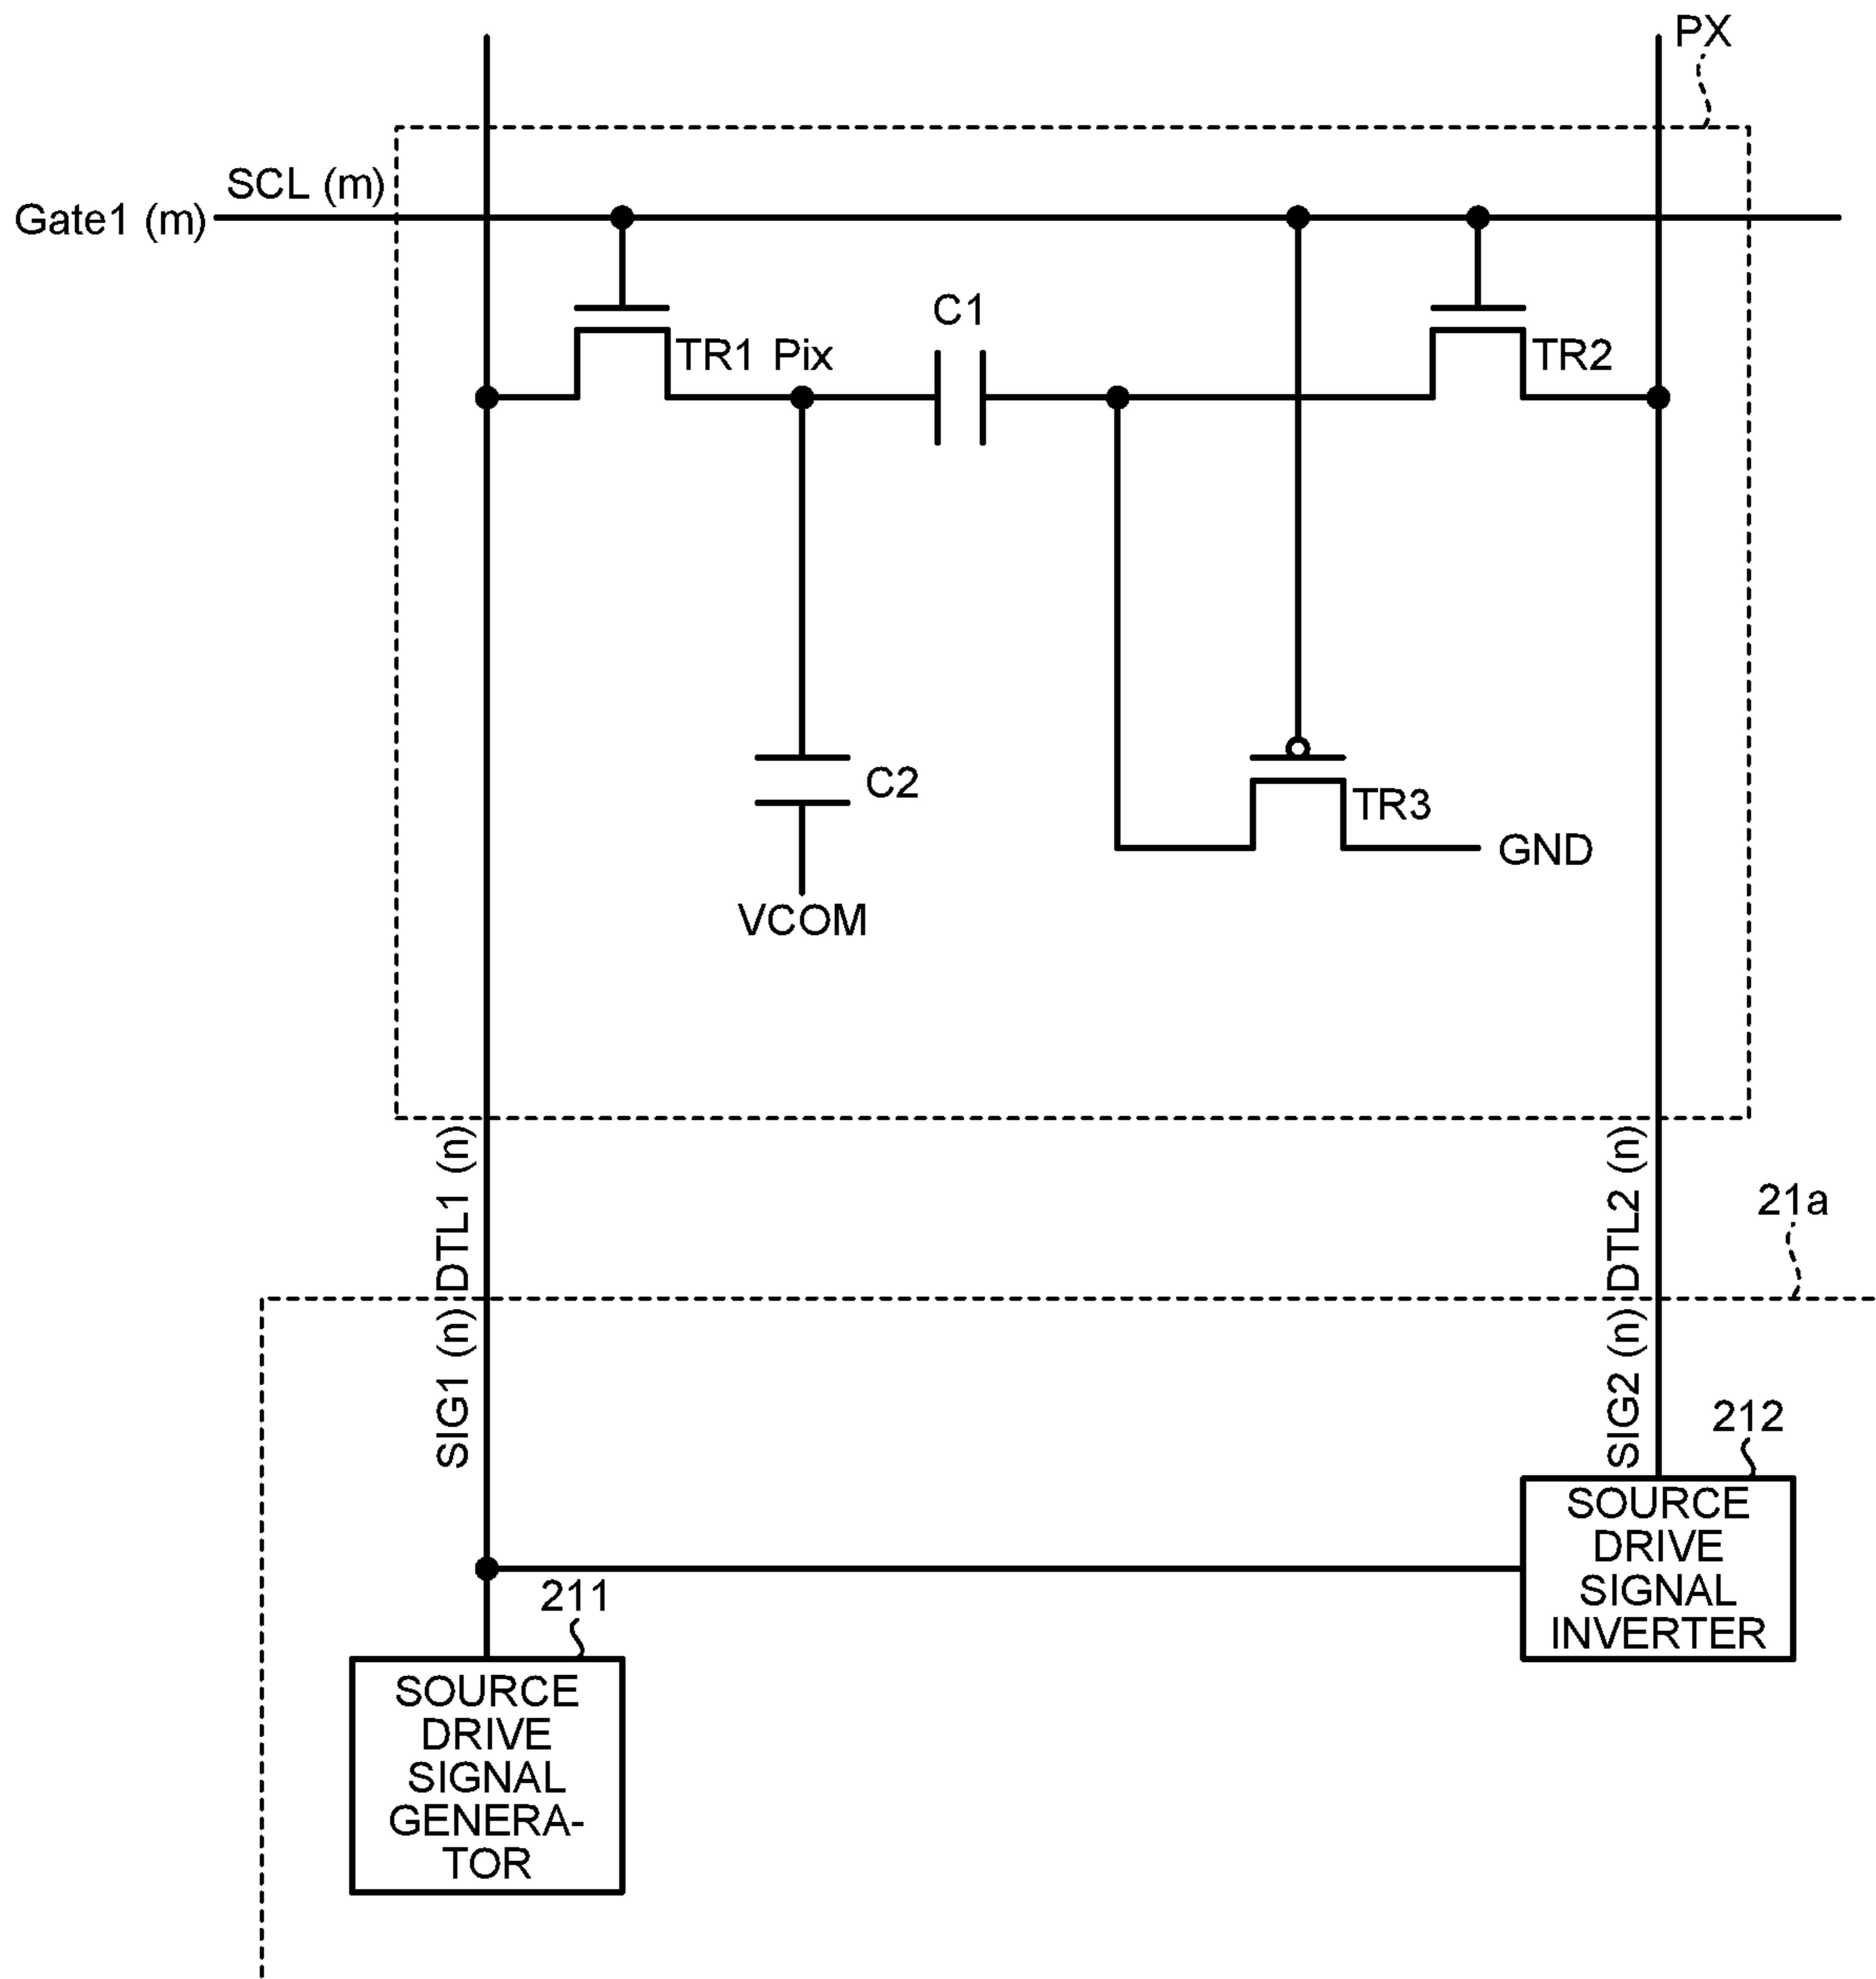 PX
SCL (m)
Gate1 (m)
C1
TR1 Pix
TR2
C2
TR3
GND
VCOM
DTL1 (n)
DTL2 (n)
21a
SIG1 (n)
SIG2 (n)
212
SOURCE
DRIVE
SIGNAL
INVERTER
211
SOURCE
DRIVE
SIGNAL
GENERA-
TOR